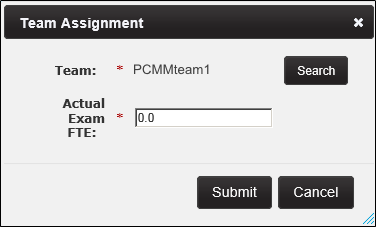 Team Assignment ×
Team: * PCMMteam1 Search
Actual
Exam * 0.0
FTE:
Submit Cancel